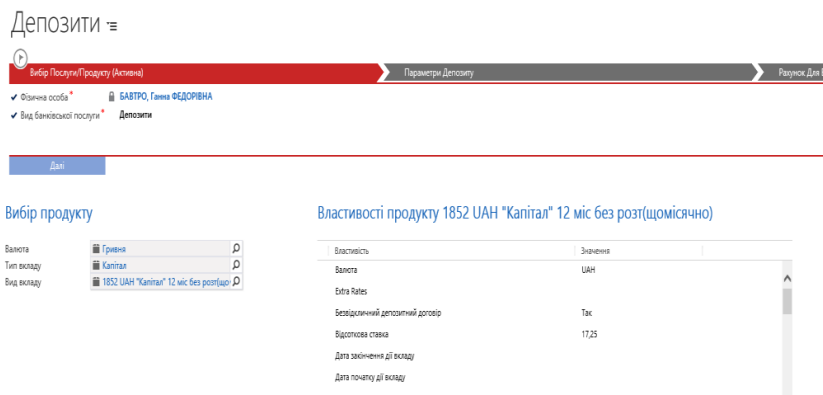 Депозити
Вибір Послуги/Продукту (Активна)
Параметри Депозиту
Рахунок Для
Фізична особа * БАВТРО, Ганна ФЕДОРІВНА
Вид банківської послуги * Депозити
Далі
Вибір продукту
Валюта Гривня
Тип вкладу Капітал
Вид вкладу 1852 UAH "Капітал" 12 міс без розт(щo
Властивості продукту 1852 UAH "Капітал" 12 міс без розт(щомісячно)
Властивість Значення
Валюта UAH
Extra Rates
Безвідкличний депозитний договір Так
Відсоткова ставка 17,25
Дата закінчення дії вкладу
Дата початку дії вкладу